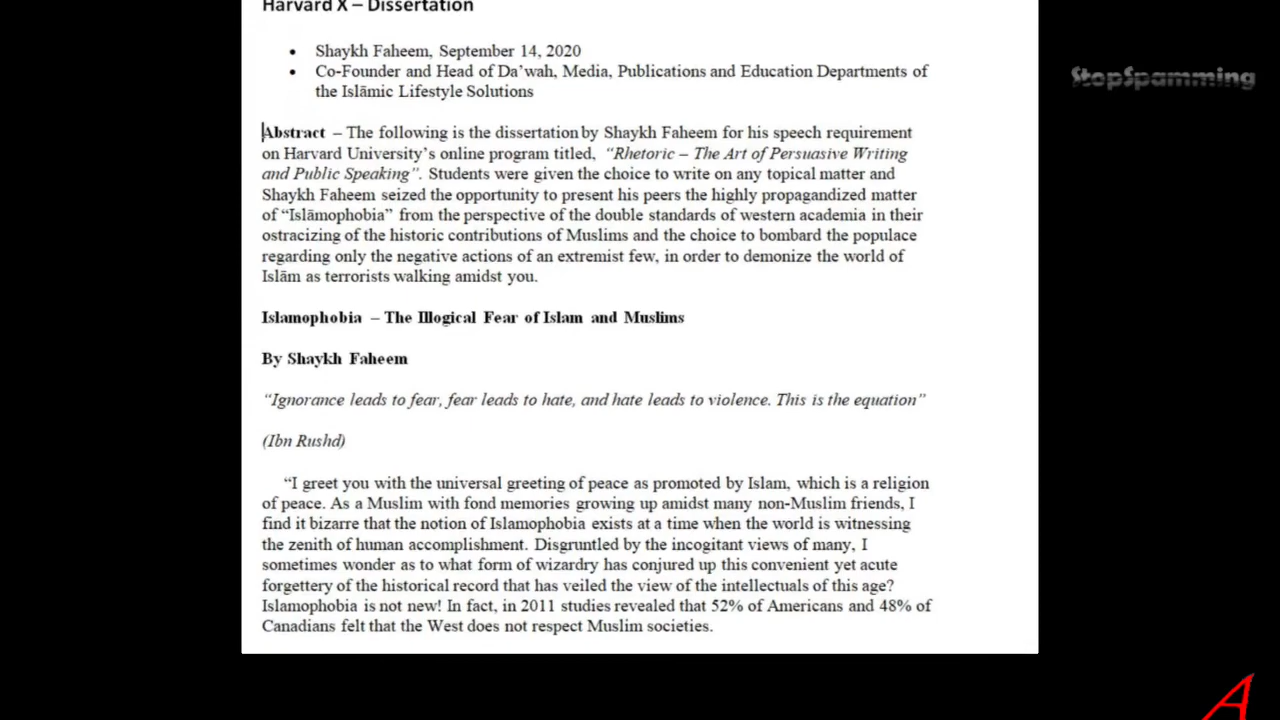 Harvard X – Dissertation
• Shaykh Faheem, September 14, 2020
• Co-Founder and Head of Da’wah, Media, Publications and Education Departments of
the Islāmic Lifestyle Solutions
StopSpamming
Abstract – The following is the dissertation by Shaykh Faheem for his speech requirement
on Harvard University’s online program titled, “Rhetoric – The Art of Persuasive Writing
and Public Speaking”. Students were given the choice to write on any topical matter and
Shaykh Faheem seized the opportunity to present his peers the highly propagandized matter
of “Islāmophobia” from the perspective of the double standards of western academia in their
ostracizing of the historic contributions of Muslims and the choice to bombard the populace
regarding only the negative actions of an extremist few, in order to demonize the world of
Islām as terrorists walking amidst you.
Islamophobia – The Illogical Fear of Islam and Muslims
By Shaykh Faheem
“Ignorance leads to fear, fear leads to hate, and hate leads to violence. This is the equation”
(Ibn Rushd)
“I greet you with the universal greeting of peace as promoted by Islam, which is a religion
of peace. As a Muslim with fond memories growing up amidst many non-Muslim friends, I
find it bizarre that the notion of Islamophobia exists at a time when the world is witnessing
the zenith of human accomplishment. Disgruntled by the incogitant views of many, I
sometimes wonder as to what form of wizardry has conjured up this convenient yet acute
forgettery of the historical record that has veiled the view of the intellectuals of this age?
Islamophobia is not new! In fact, in 2011 studies revealed that 52% of Americans and 48% of
Canadians felt that the West does not respect Muslim societies.
A